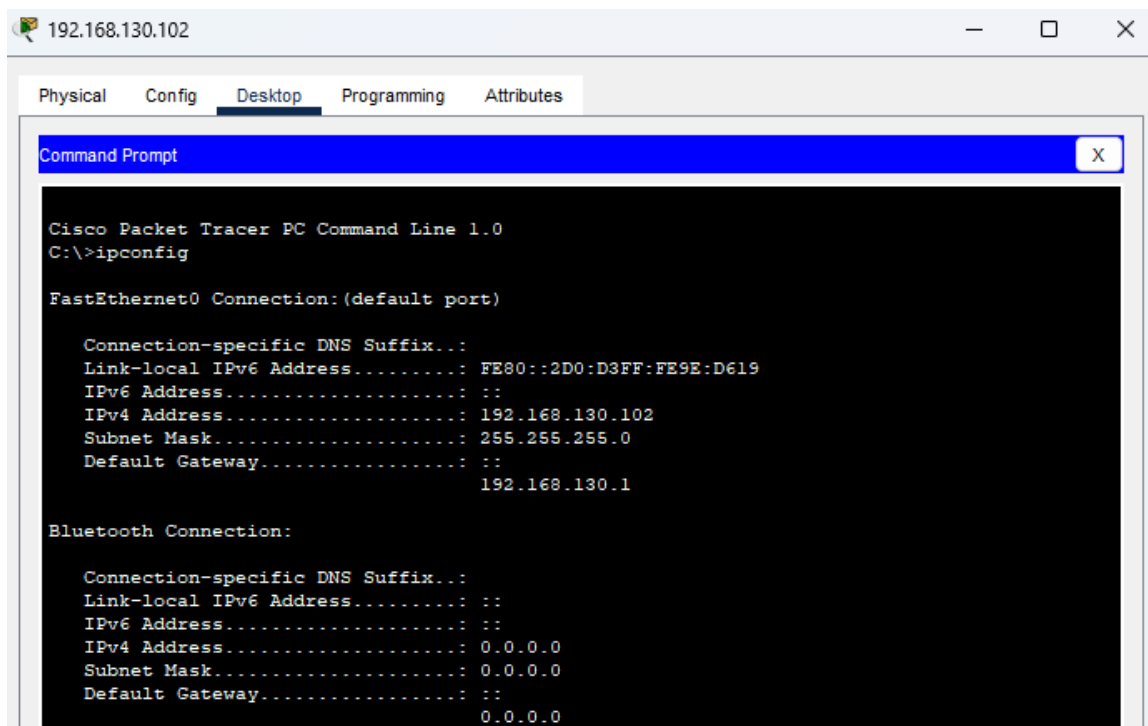 192.168.130.102
Physical Config Desktop Programming Attributes
Command Prompt X
Cisco Packet Tracer PC Command Line 1.0
C:\>ipconfig
FastEthernet0 Connection:(default port)
Connection-specific DNS Suffix..:
Link-local IPv6 Address.........: FE80::2D0:D3FF:FE9E:D619
IPv6 Address....................: ::
IPv4 Address....................: 192.168.130.102
Subnet Mask.....................: 255.255.255.0
Default Gateway.................: ::
192.168.130.1
Bluetooth Connection:
Connection-specific DNS Suffix..:
Link-local IPv6 Address.........: ::
IPv6 Address....................: ::
IPv4 Address....................: 0.0.0.0
Subnet Mask.....................: 0.0.0.0
Default Gateway.................: ::
0.0.0.0